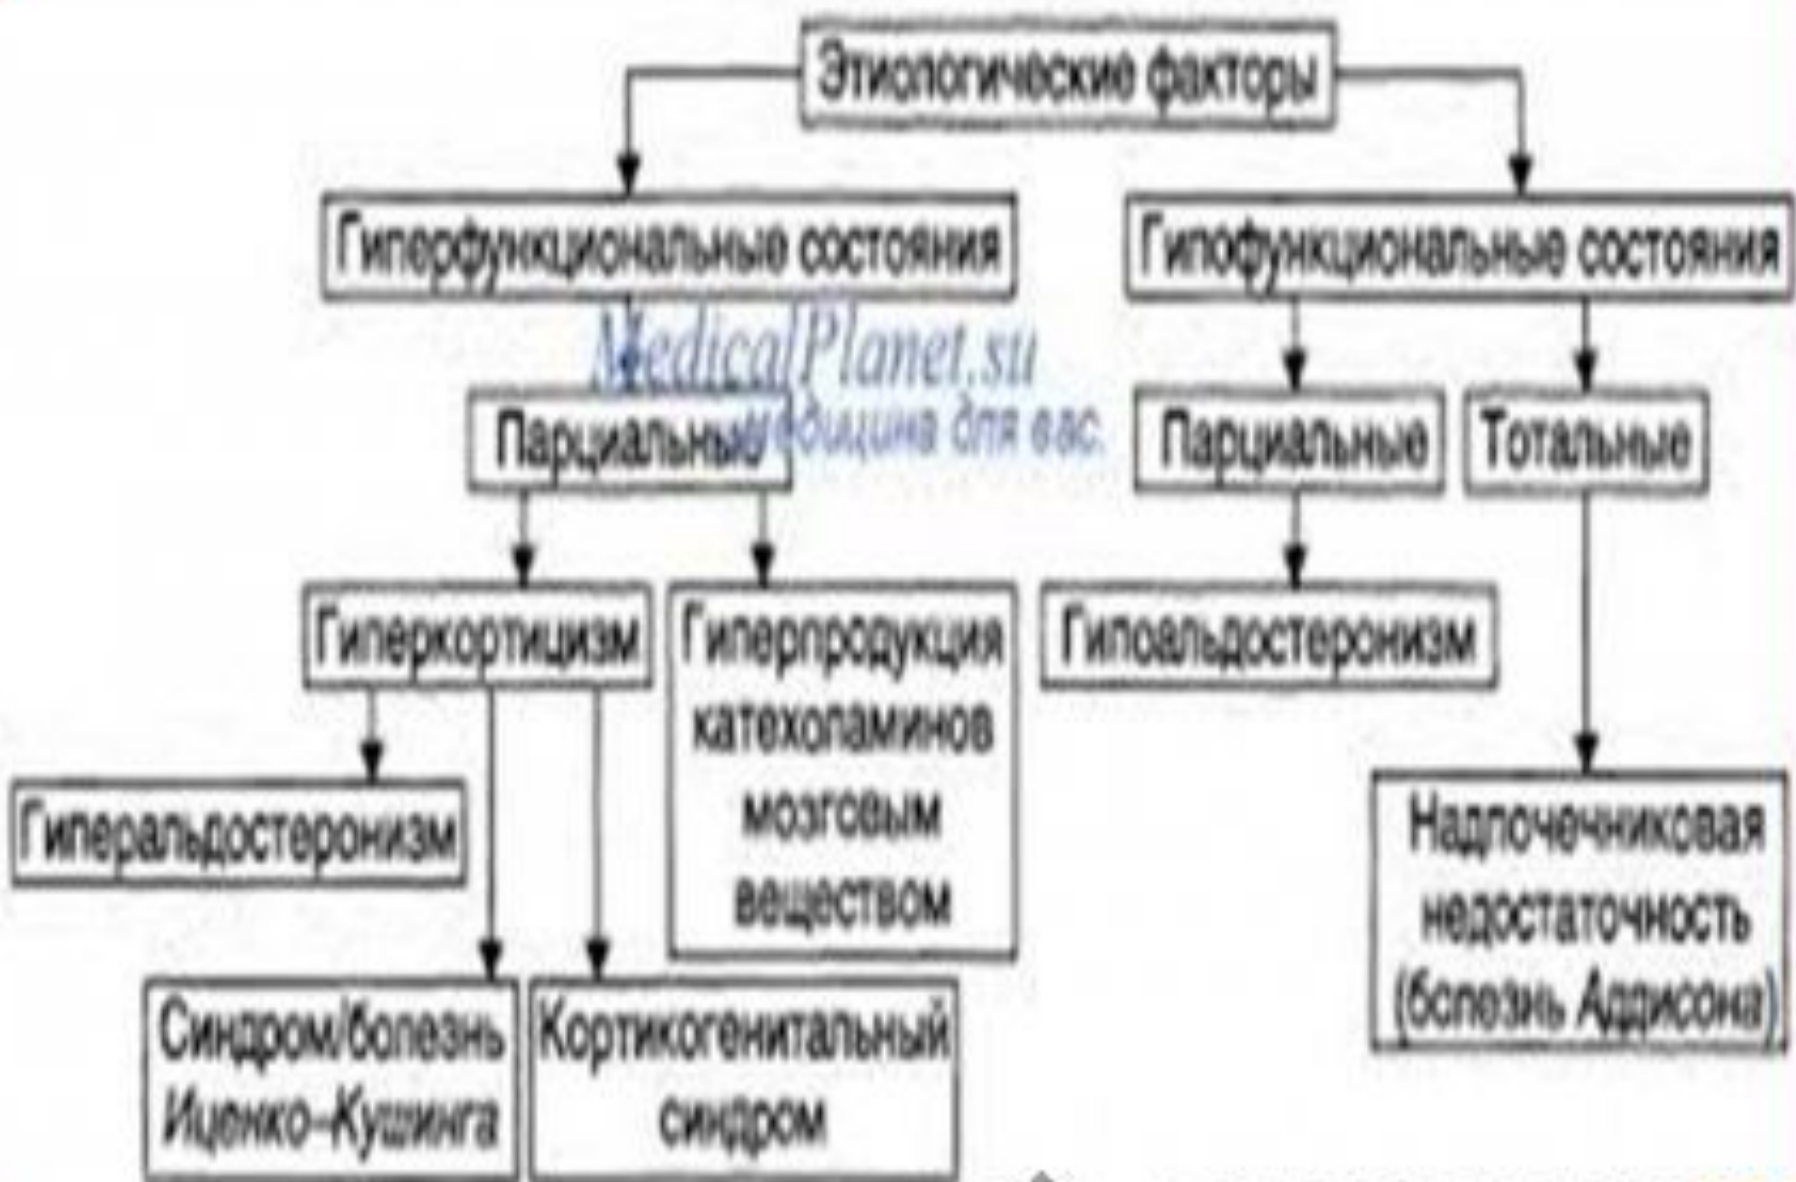 Этиологические факторы
Гиперфункциональные состояния
Гипофункциональные состояния
MedicalPlanet.su
медицина для вас.
Парциальные
Парциальные
Тотальные
Гиперкортицизм
Гиперпродукция
катехоламинов
мозговым
веществом
Гипоальдостеронизм
Гиперальдостеронизм
Надпочечниковая
недостаточность
(болезнь Аддисона)
Синдром/болезнь
Иценко-Кушинга
Кортикогенитальный
синдром